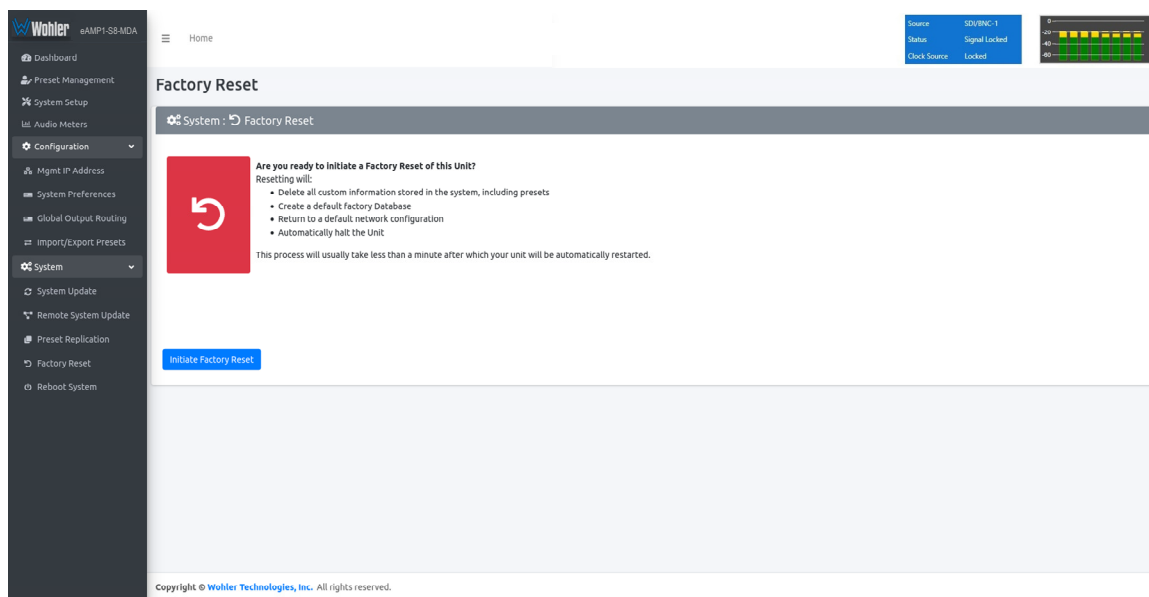 Wohler eAMP1-S8-MDA
Dashboard
Preset Management
System Setup
Audio Meters
Configuration
Mgmt IP Address
System Preferences
Global Output Routing
Import/Export Presets
System
System Update
Remote System Update
Preset Replication
Factory Reset
Reboot System
Home
Source SDI/BNC-1
Status Signal Locked
Clock Source Locked
0
-20
-40
-60
Factory Reset
System : Factory Reset
Are you ready to initiate a Factory Reset of this Unit?
Resetting will:
• Delete all custom information stored in the system, including presets
• Create a default factory Database
• Return to a default network configuration
• Automatically halt the Unit
This process will usually take less than a minute after which your unit will be automatically restarted.
Initiate Factory Reset
Copyright © Wohler Technologies, Inc. All rights reserved.